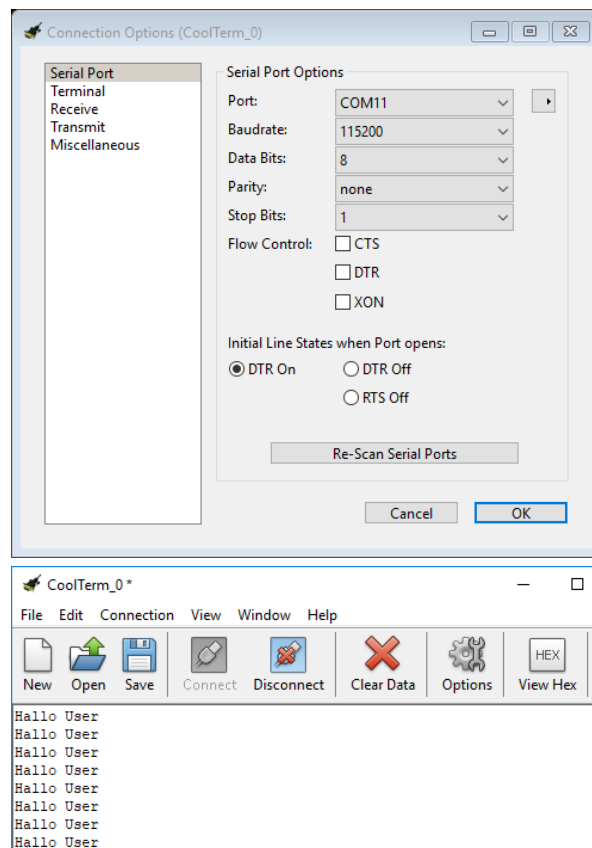 Connection Options (CoolTerm_0)
Serial Port
Terminal
Receive
Transmit
Miscellaneous
Serial Port Options
Port: COM11
Baudrate: 115200
Data Bits: 8
Parity: none
Stop Bits: 1
Flow Control: CTS
DTR
XON
Initial Line States when Port opens:
DTR On DTR Off
RTS Off
Re-Scan Serial Ports
Cancel OK
CoolTerm_0 *
File Edit Connection View Window Help
New Open Save Connect Disconnect Clear Data Options HEX View Hex
Hallo User
Hallo User
Hallo User
Hallo User
Hallo User
Hallo User
Hallo User
Hallo User